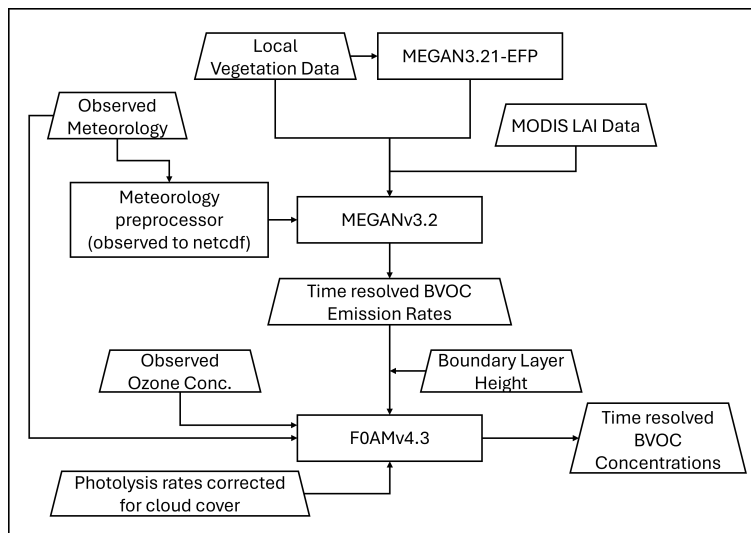 Local
Vegetation Data
MEGAN3.21-EFP
Observed
Meteorology
MODIS LAI Data
Meteorology
preprocessor
(observed to netcdf)
MEGANv3.2
Time resolved BVOC
Emission Rates
Observed
Ozone Conc.
Boundary Layer
Height
F0AMv4.3
Time resolved
BVOC
Concentrations
Photolysis rates corrected
for cloud cover